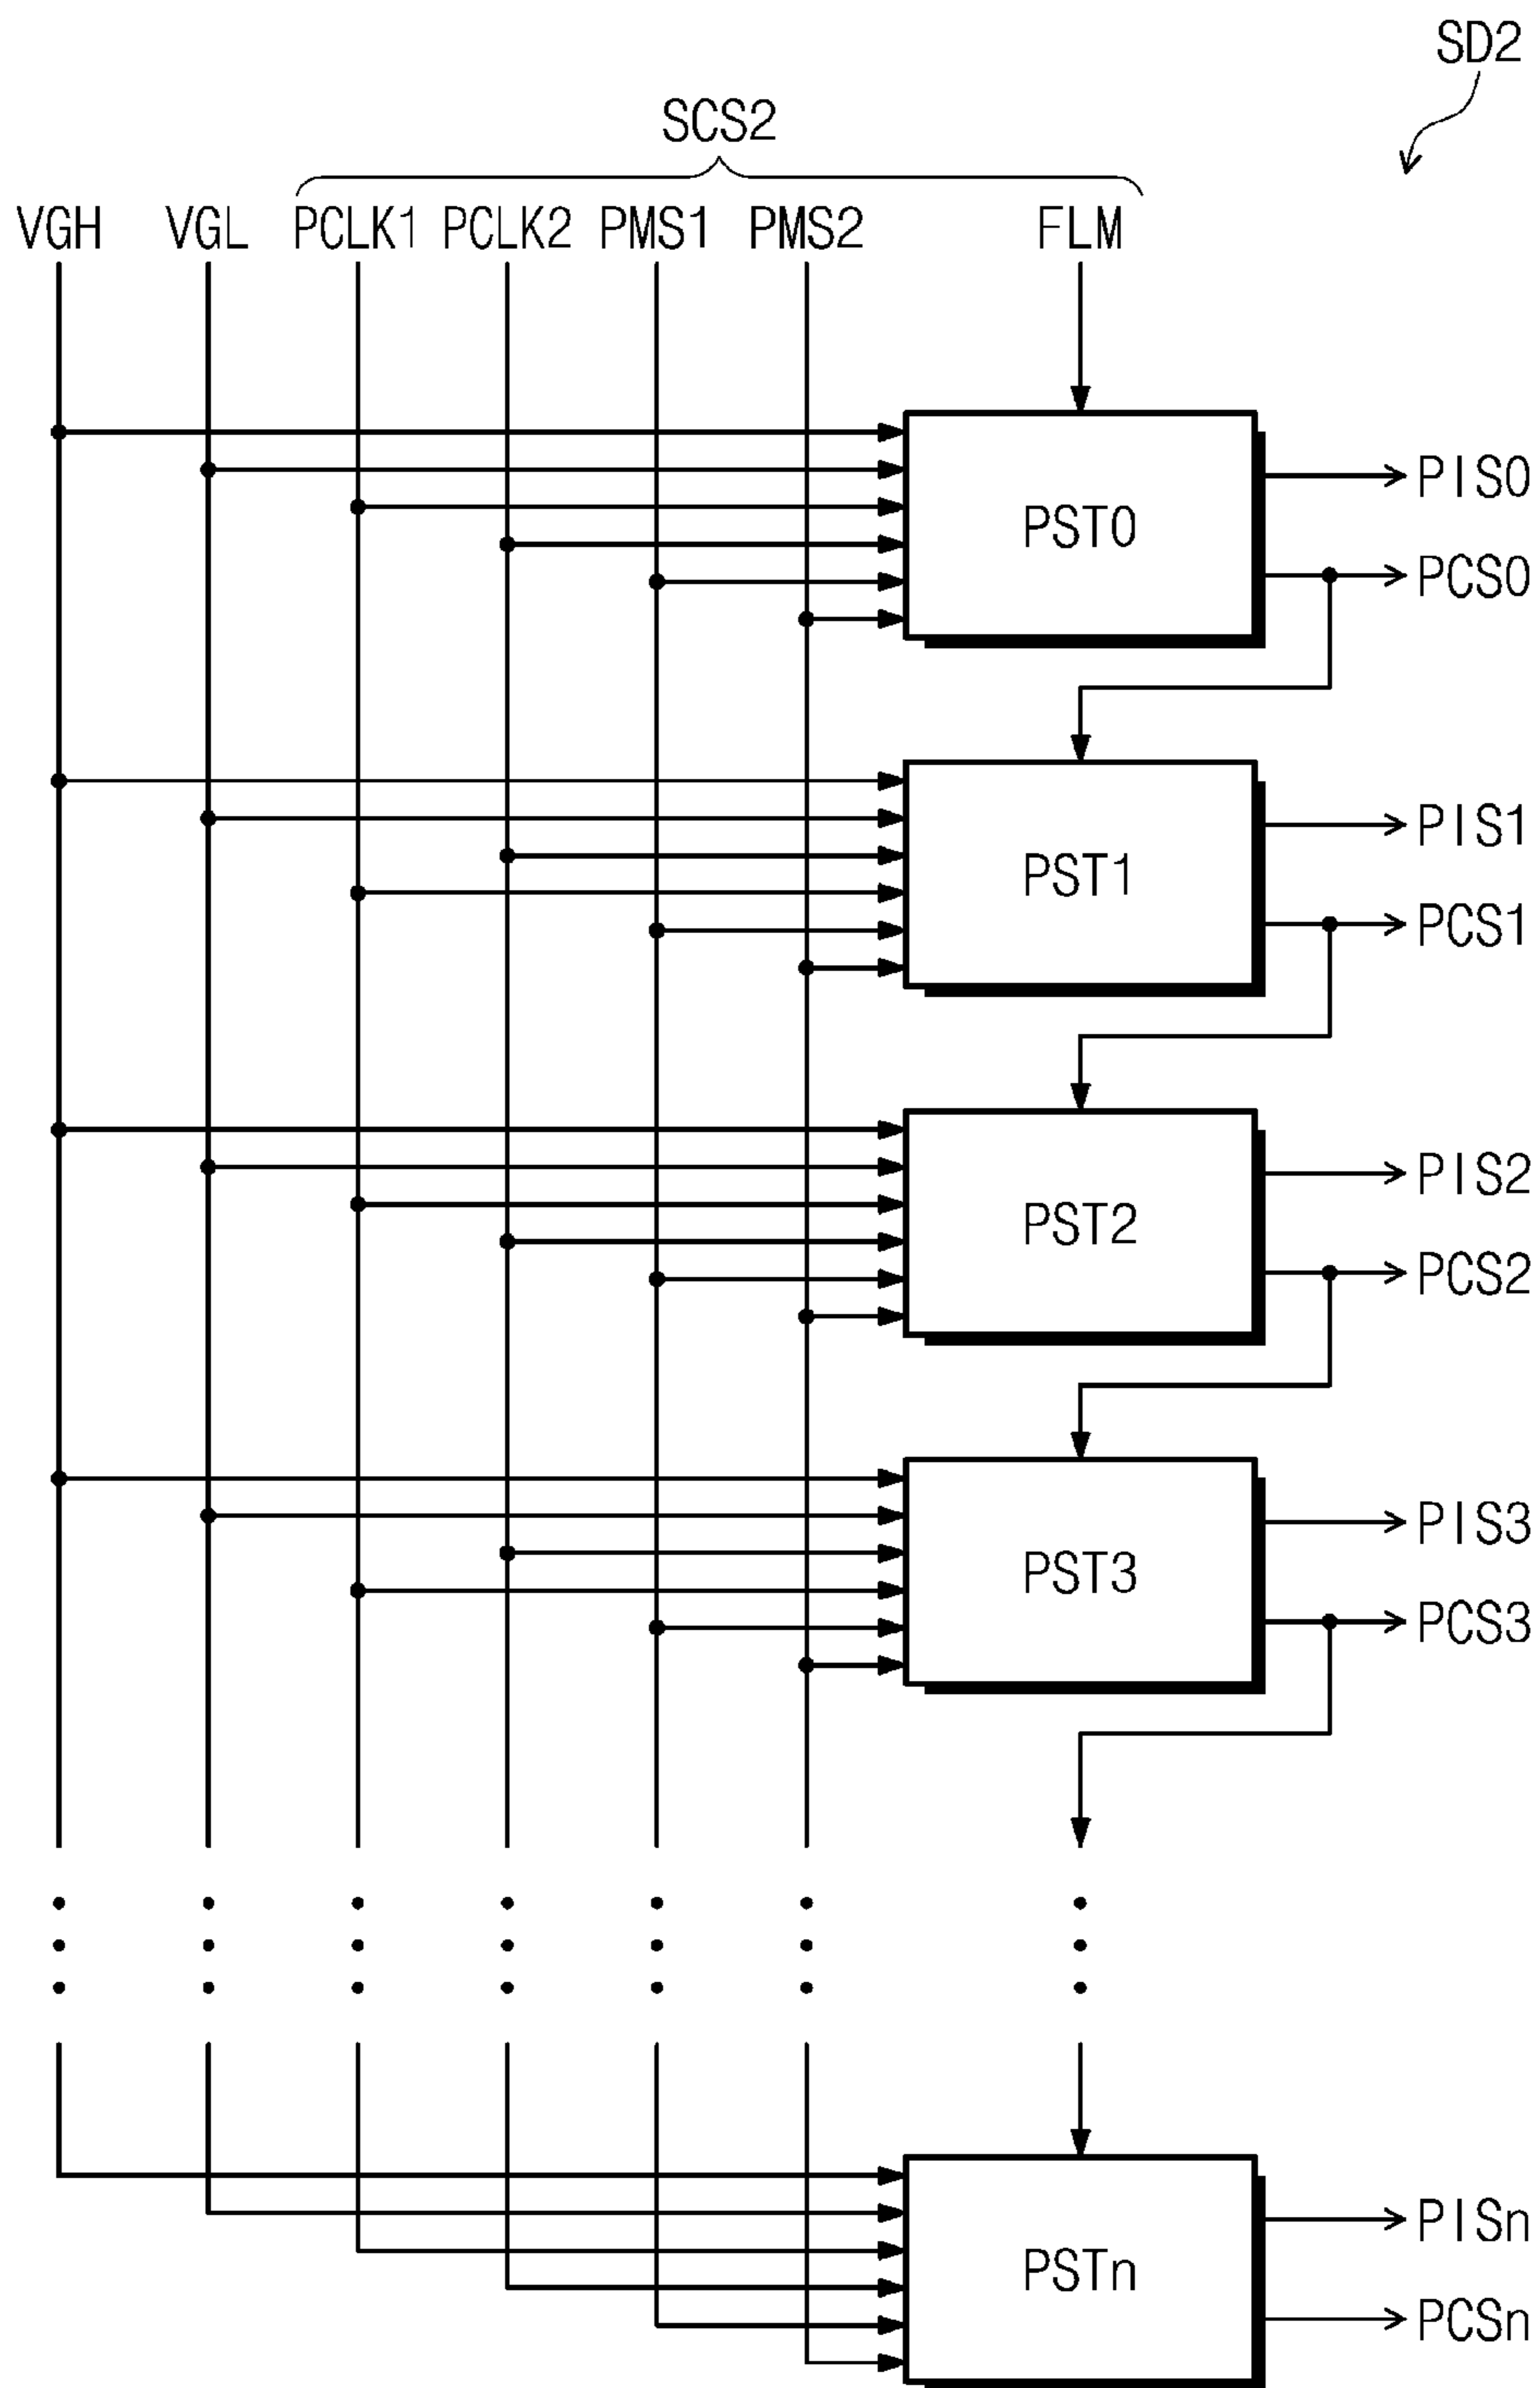 SD2
SCS2
VGH VGL PCLK1 PCLK2 PMS1 PMS2 FLM
PST0
PIS0
PCS0
PST1
PIS1
PCS1
PST2
PIS2
PCS2
PST3
PIS3
PCS3
PSTn
PISn
PCSn